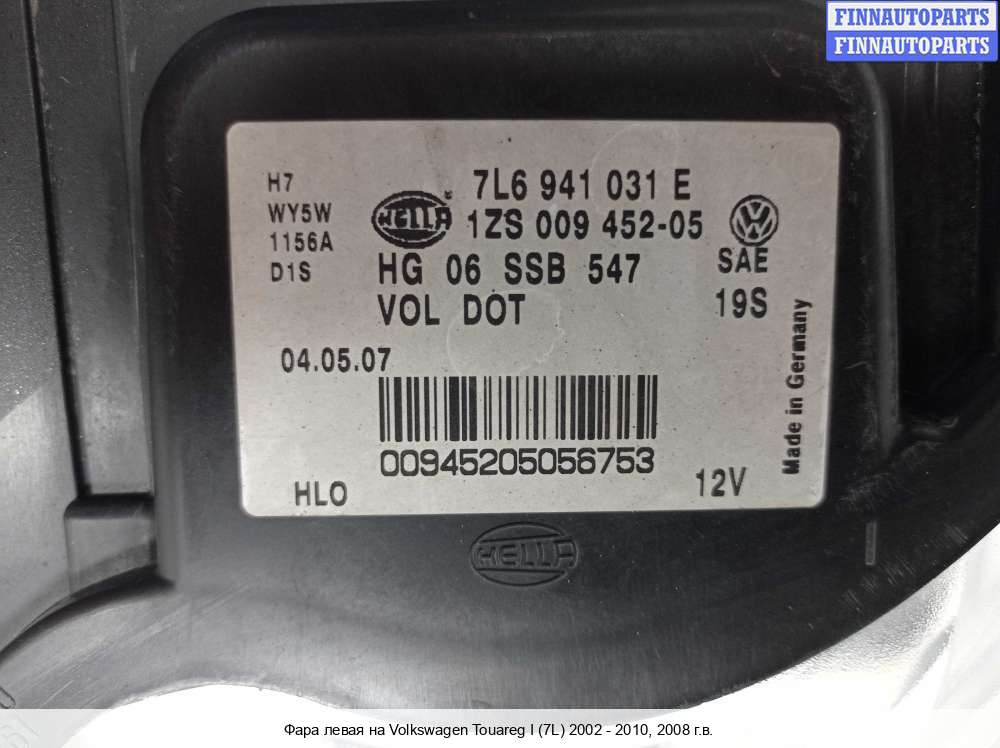 FINNAUTOPARTS
FINNAUTOPARTS
H7
WY5W
1156A
D1S
HELLA ®
7L6 941 031 E
1ZS 009 452-05
HG 06 SSB 547
VOL DOT
VW
SAE
19S
Made in Germany
04.05.07
00945205056753
HLO
12V
HELLA
Фара левая на Volkswagen Touareg I (7L) 2002 - 2010, 2008 г.в.